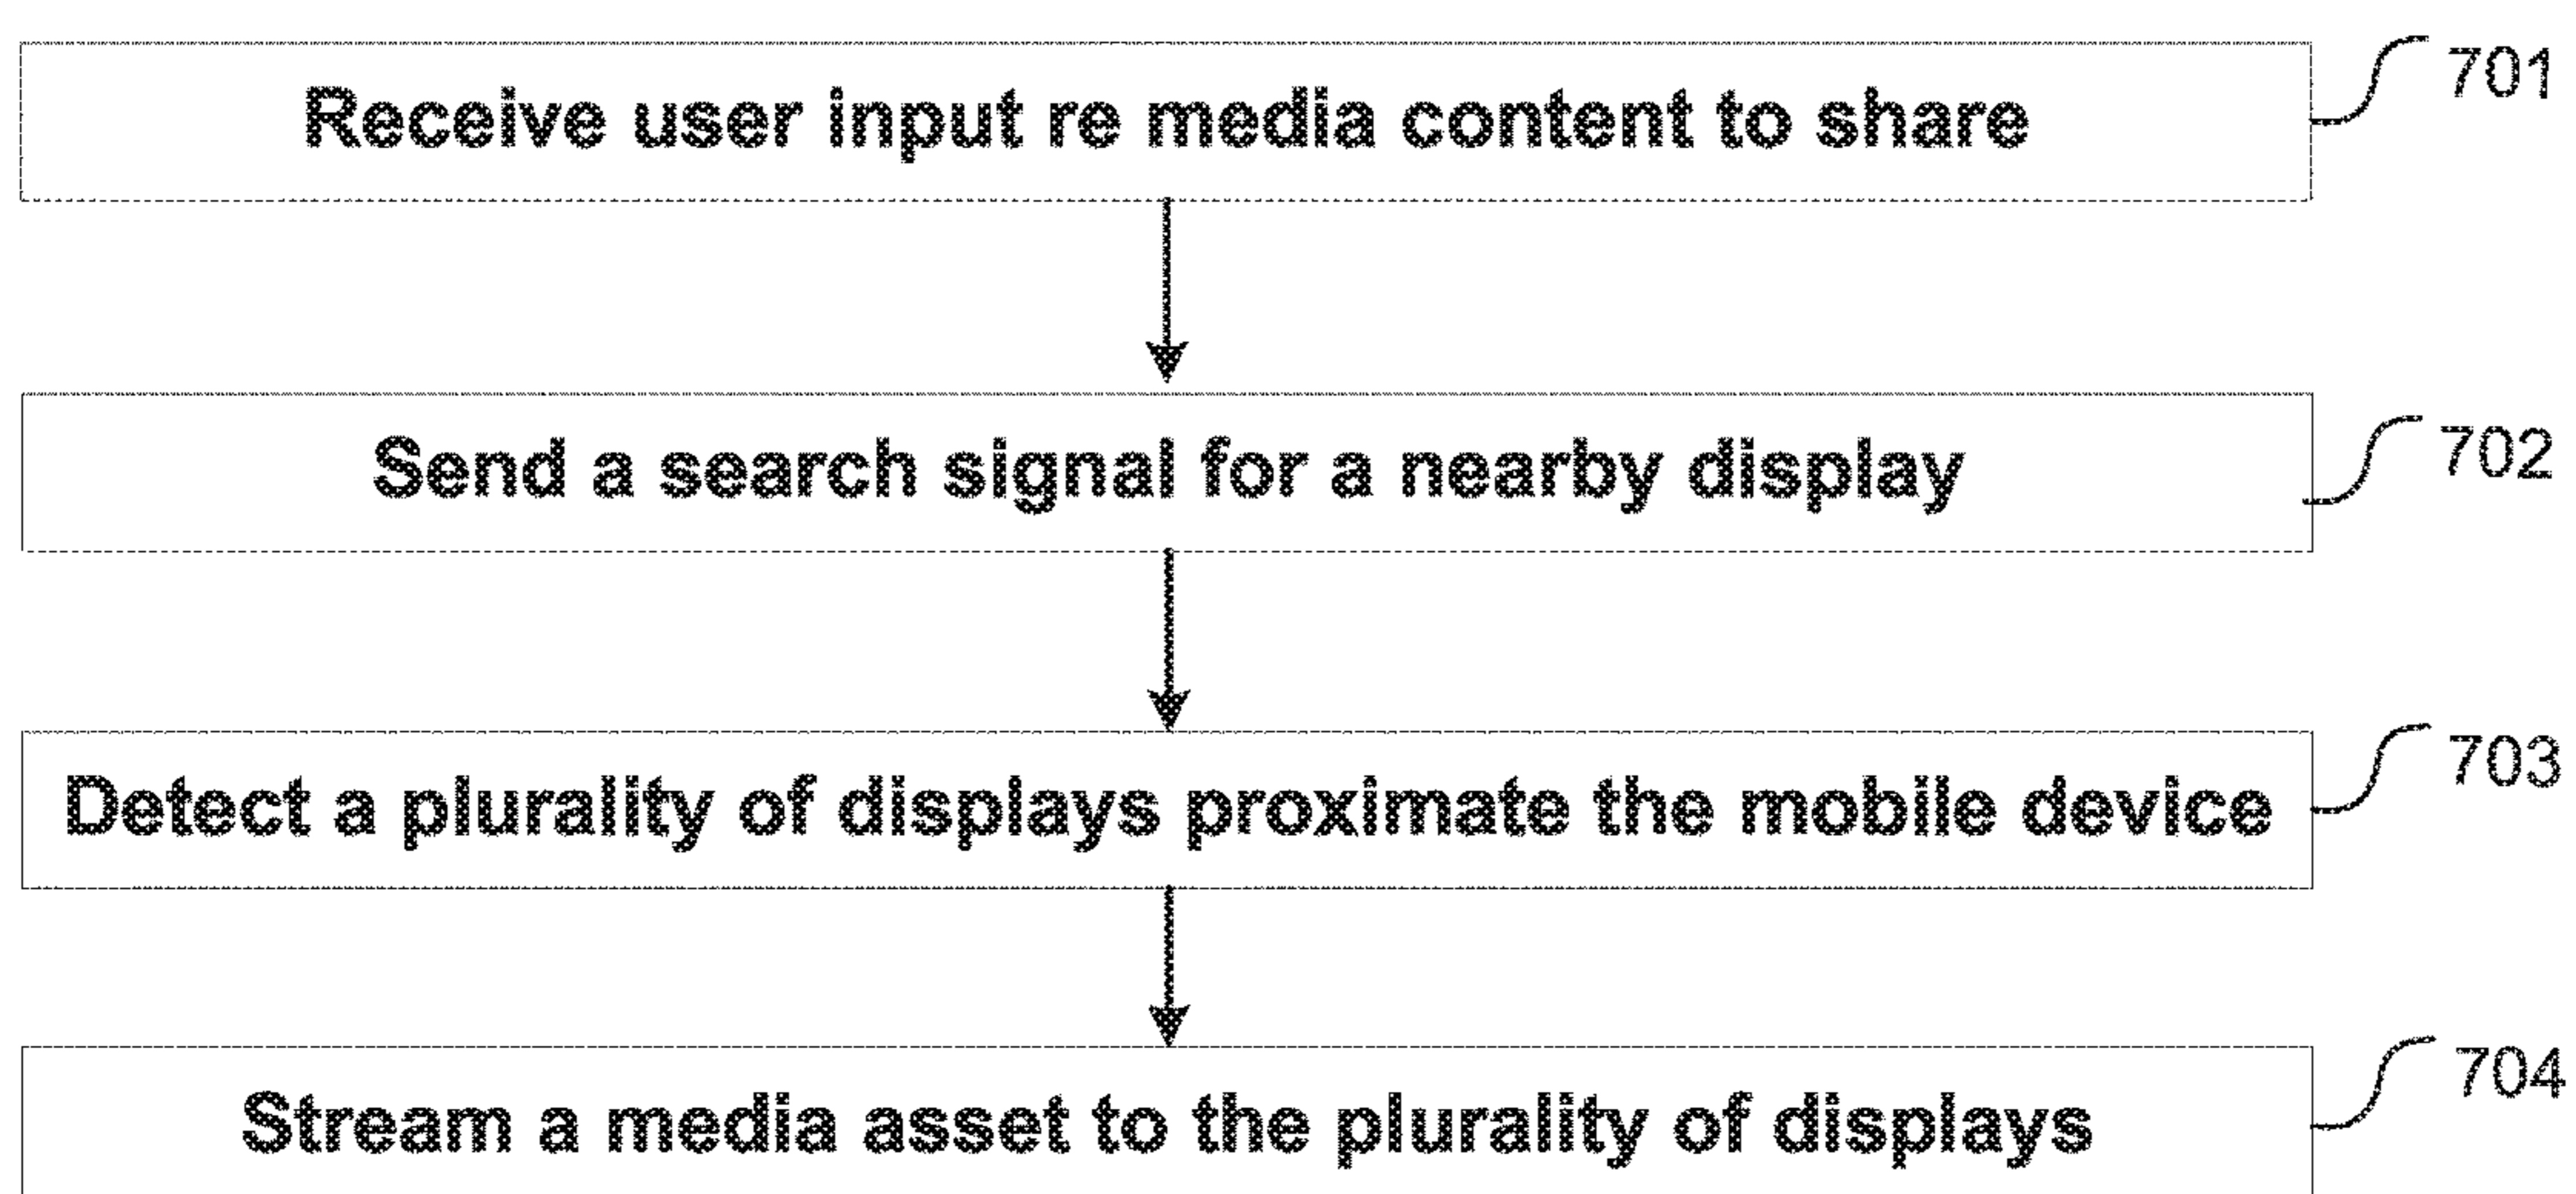 Receive user input re media content to share
701
Send a search signal for a nearby display
702
Detect a plurality of displays proximate the mobile device
703
Stream a media asset to the plurality of displays
704